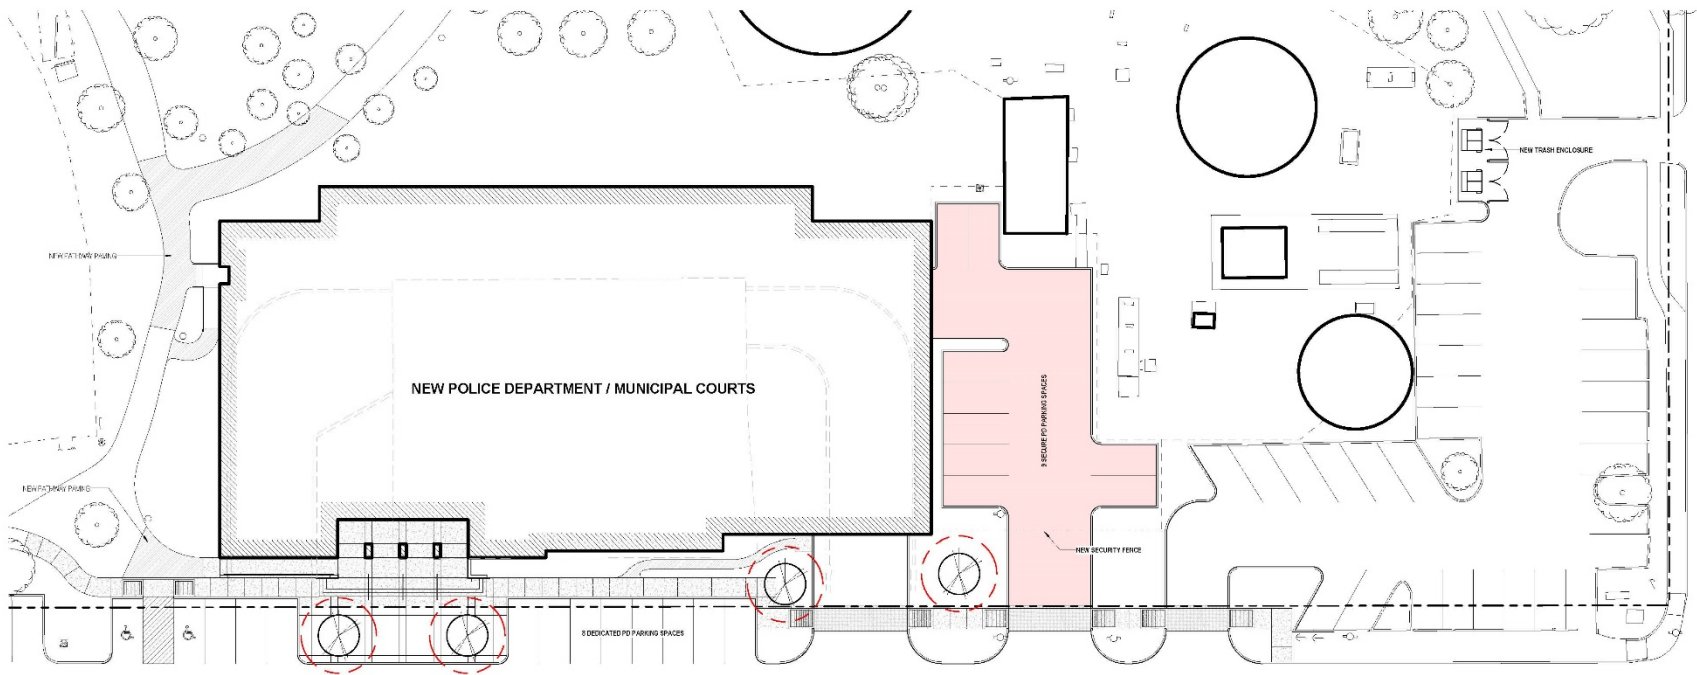 NEW TRASH ENCLOSURE
NEW PATHWAY PAVING
NEW POLICE DEPARTMENT / MUNICIPAL COURTS
9 SECURE PD PARKING SPACES
NEW PATHWAY PAVING
NEW SECURITY FENCE
8 DEDICATED PD PARKING SPACES